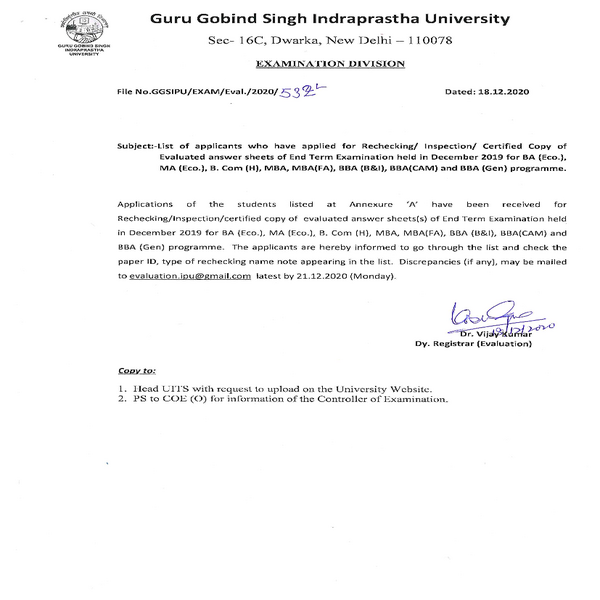 Guru Gobind Singh Indraprastha University
Sec- 16C, Dwarka, New Delhi – 110078
GURU GOBIND SINGH
INDRAPRASTHA
UNIVERSITY
EXAMINATION DIVISION
File No.GGSIPU/EXAM/Eval./2020/ 532 Dated: 18.12.2020
Subject:-List of applicants who have applied for Rechecking/ Inspection/ Certified Copy of
Evaluated answer sheets of End Term Examination held in December 2019 for BA (Eco.),
MA (Eco.), B. Com (H), MBA, MBA(FA), BBA (B&I), BBA(CAM) and BBA (Gen) programme.
Applications of the students listed at Annexure 'A' have been received for
Rechecking/Inspection/certified copy of evaluated answer sheets(s) of End Term Examination held
in December 2019 for BA (Eco.), MA (Eco.), B. Com (H), MBA, MBA(FA), BBA (B&I), BBA(CAM) and
BBA (Gen) programme. The applicants are hereby informed to go through the list and check the
paper ID, type of rechecking name note appearing in the list. Discrepancies (if any), may be mailed
to evaluation.ipu@gmail.com latest by 21.12.2020 (Monday).
Dr. Vijay Kumar
Dy. Registrar (Evaluation)
Copy to:
1. Head UITS with request to upload on the University Website.
2. PS to COE (O) for information of the Controller of Examination.